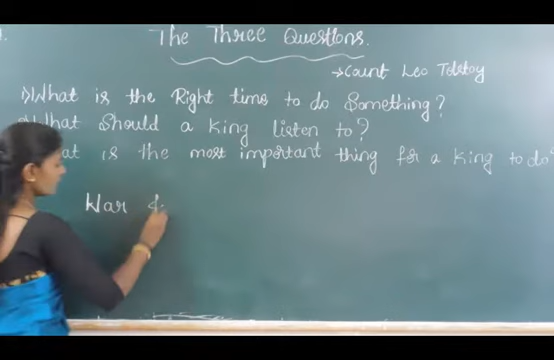 The Three Questions.
→Count Leo Tolstoy
1) What is the Right time to do Something?
What Should a King listen to?
is the most important thing for a King to do?
War &